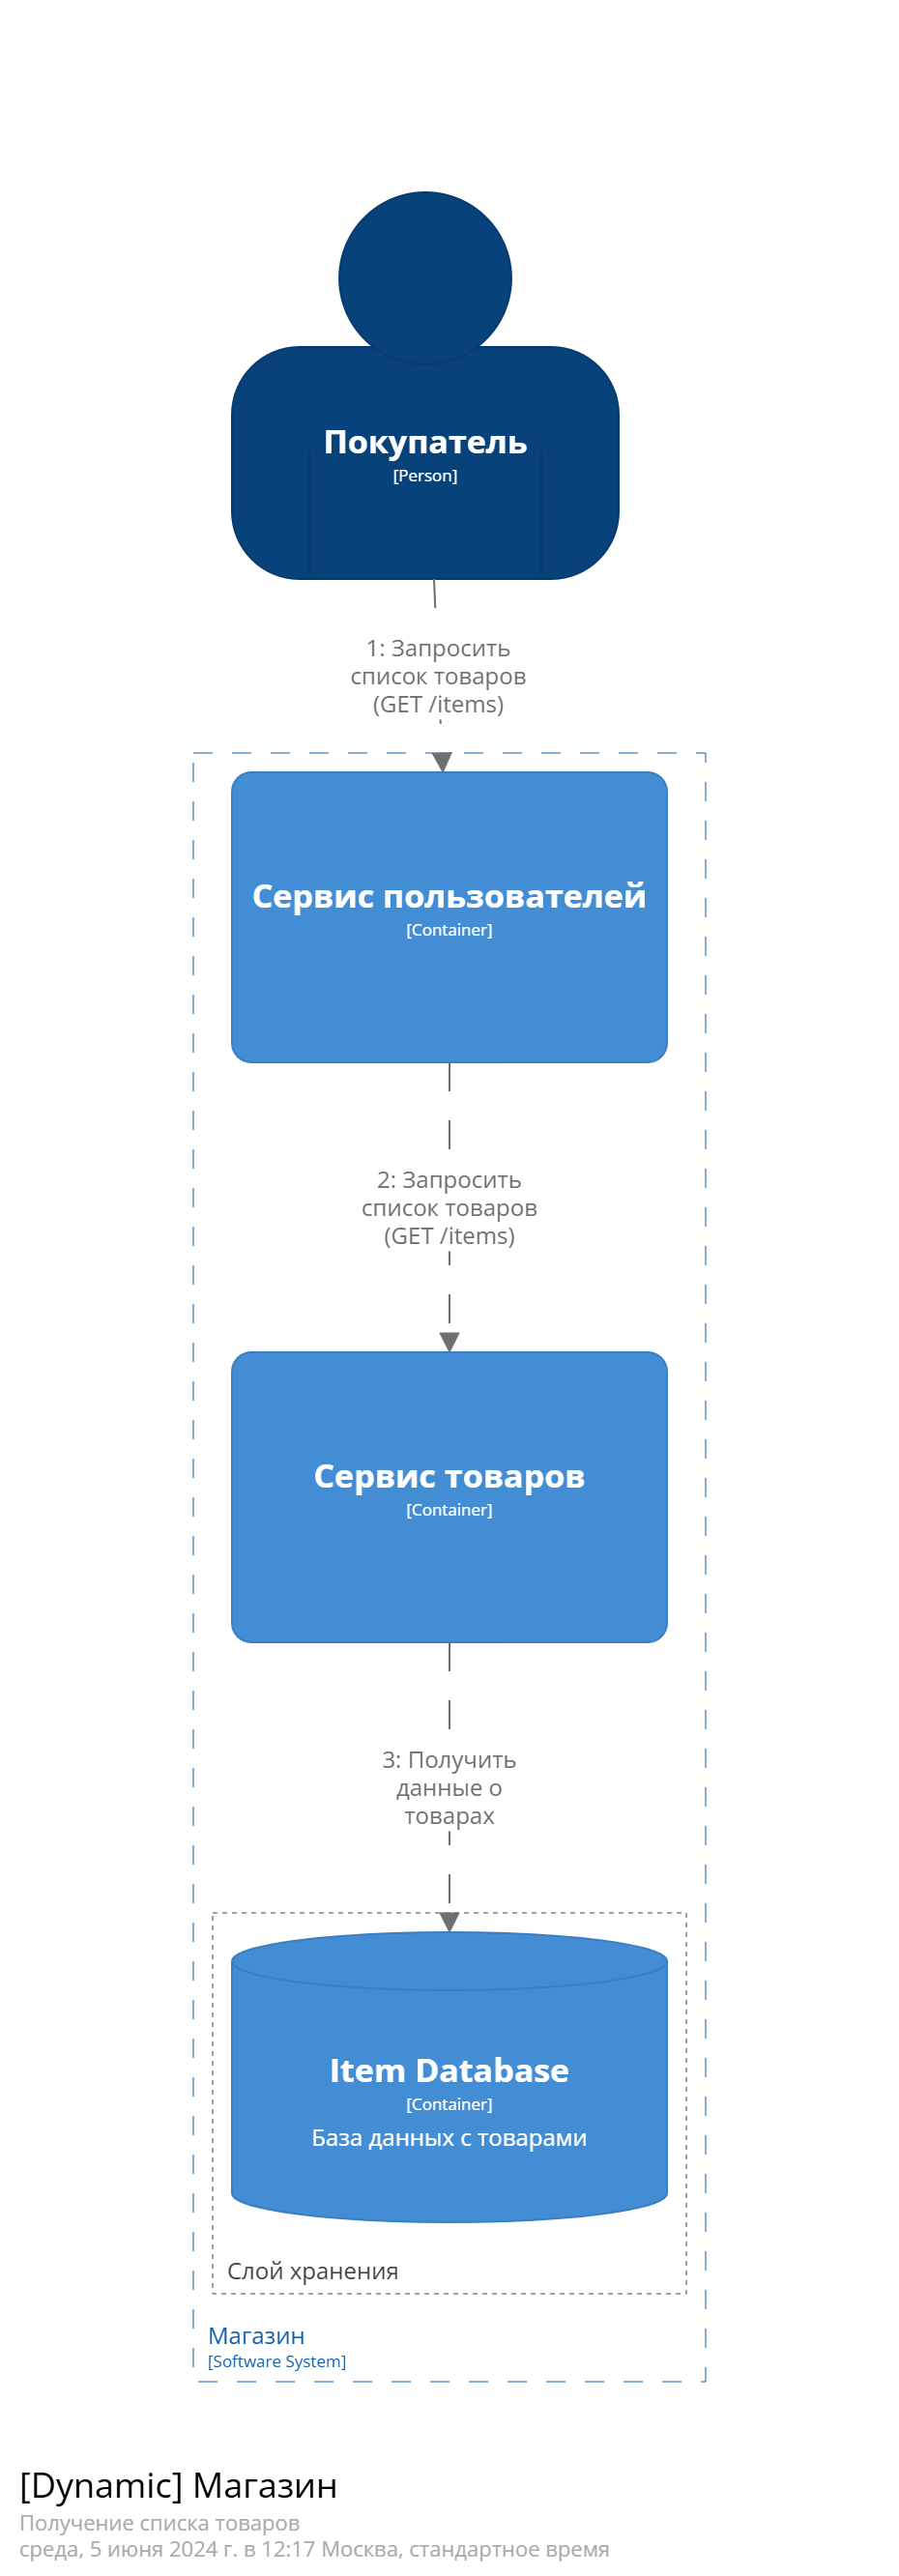 Покупатель
[Person]
1: Запросить
список товаров
(GET /items)
Сервис пользователей
[Container]
2: Запросить
список товаров
(GET /items)
Сервис товаров
[Container]
3: Получить
данные о
товарах
Item Database
[Container]
База данных с товарами
Слой хранения
Магазин
[Software System]
[Dynamic] Магазин
Получение списка товаров
среда, 5 июня 2024 г. в 12:17 Москва, стандартное время